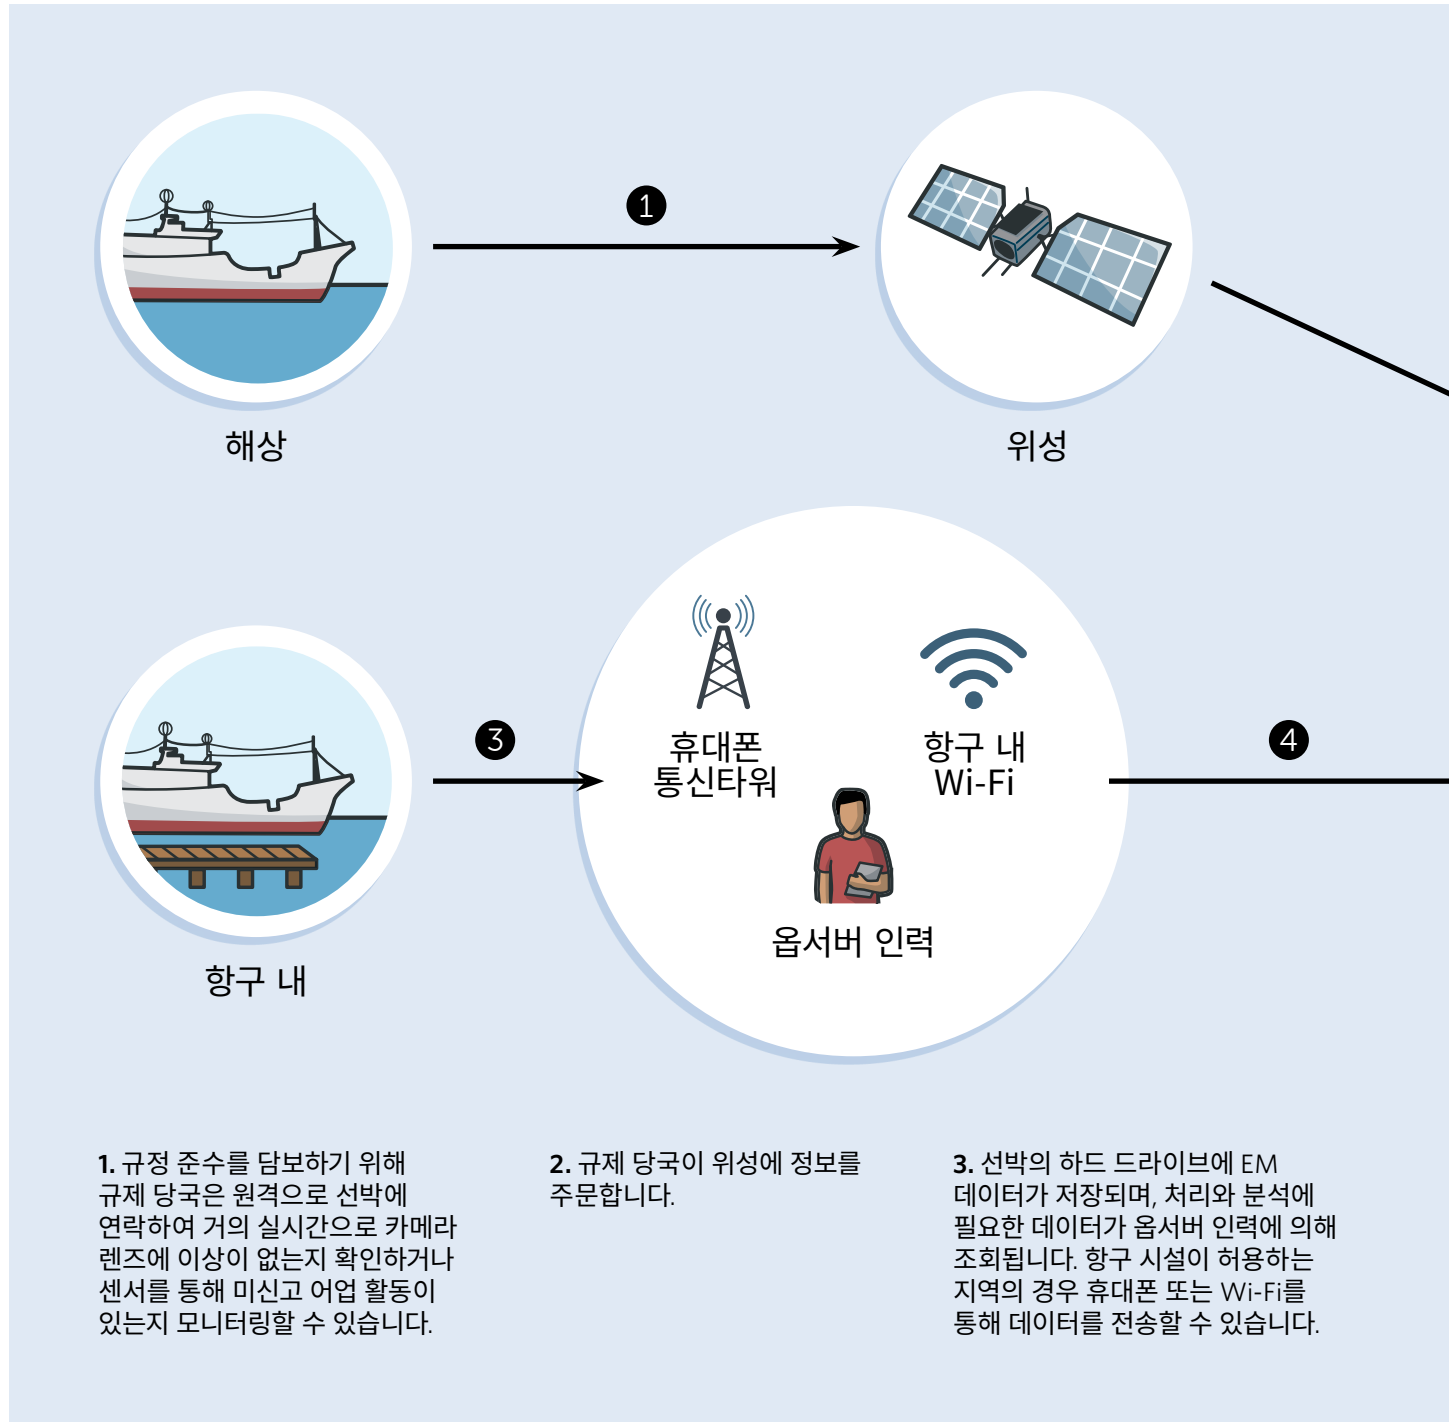 1
해상
위성
3
휴대폰
통신타워
항구 내
Wi-Fi
4
옵서버 인력
항구 내
1. 규정 준수를 담보하기 위해
규제 당국은 원격으로 선박에
연락하여 거의 실시간으로 카메라
렌즈에 이상이 없는지 확인하거나
센서를 통해 미신고 어업 활동이
있는지 모니터링할 수 있습니다.
2. 규제 당국이 위성에 정보를
주문합니다.
3. 선박의 하드 드라이브에 EM
데이터가 저장되며, 처리와 분석에
필요한 데이터가 옵서버 인력에 의해
조회됩니다. 항구 시설이 허용하는
지역의 경우 휴대폰 또는 Wi-Fi를
통해 데이터를 전송할 수 있습니다.